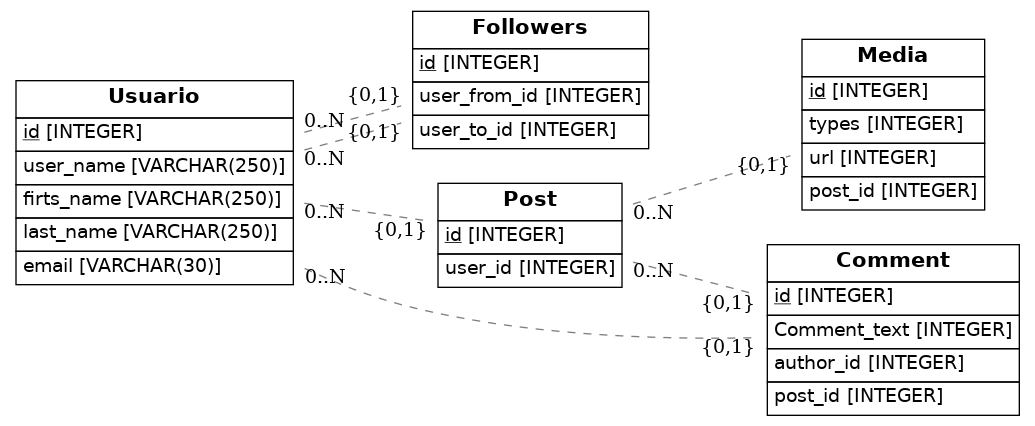 Usuario
id [INTEGER]
user_name [VARCHAR(250)]
firts_name [VARCHAR(250)]
last_name [VARCHAR(250)]
email [VARCHAR(30)]
Followers
id [INTEGER]
user_from_id [INTEGER]
user_to_id [INTEGER]
{0,1}
0..N
{0,1}
0..N
0..N
{0,1}
0..N
{0,1}
Post
id [INTEGER]
user_id [INTEGER]
{0,1}
0..N
0..N
{0,1}
Media
id [INTEGER]
types [INTEGER]
url [INTEGER]
post_id [INTEGER]
Comment
id [INTEGER]
Comment_text [INTEGER]
author_id [INTEGER]
post_id [INTEGER]